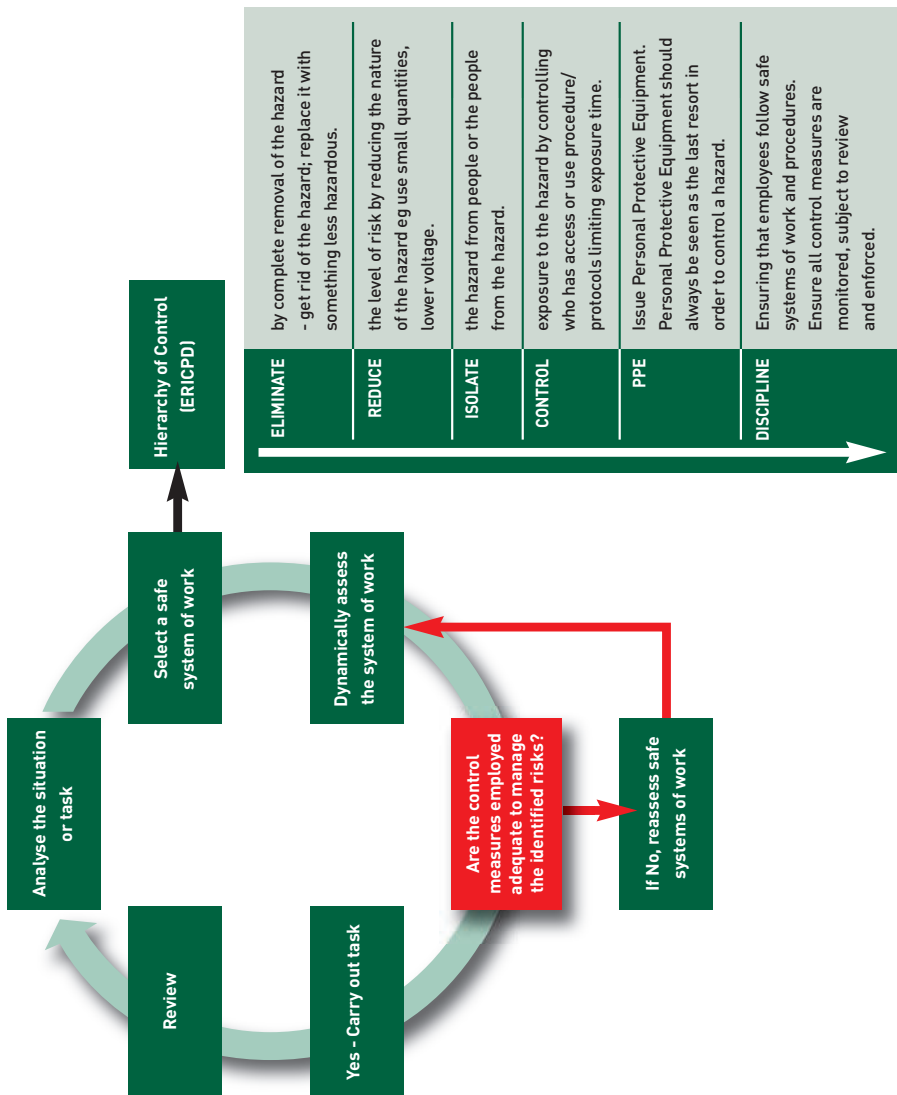 Analyse the situation
or task
Select a safe
system of work
Hierarchy of Control
(ERICPD)
Dynamically assess
the system of work
Are the control
measures employed
adequate to manage
the identified risks?
If No, reassess safe
systems of work
Yes - Carry out task
Review
ELIMINATE
by complete removal of the hazard
- get rid of the hazard; replace it with
something less hazardous.
REDUCE
the level of risk by reducing the nature
of the hazard eg use small quantities,
lower voltage.
ISOLATE
the hazard from people or the people
from the hazard.
CONTROL
exposure to the hazard by controlling
who has access or use procedure/
protocols limiting exposure time.
PPE
Issue Personal Protective Equipment.
Personal Protective Equipment should
always be seen as the last resort in
order to control a hazard.
DISCIPLINE
Ensuring that employees follow safe
systems of work and procedures.
Ensure all control measures are
monitored, subject to review
and enforced.